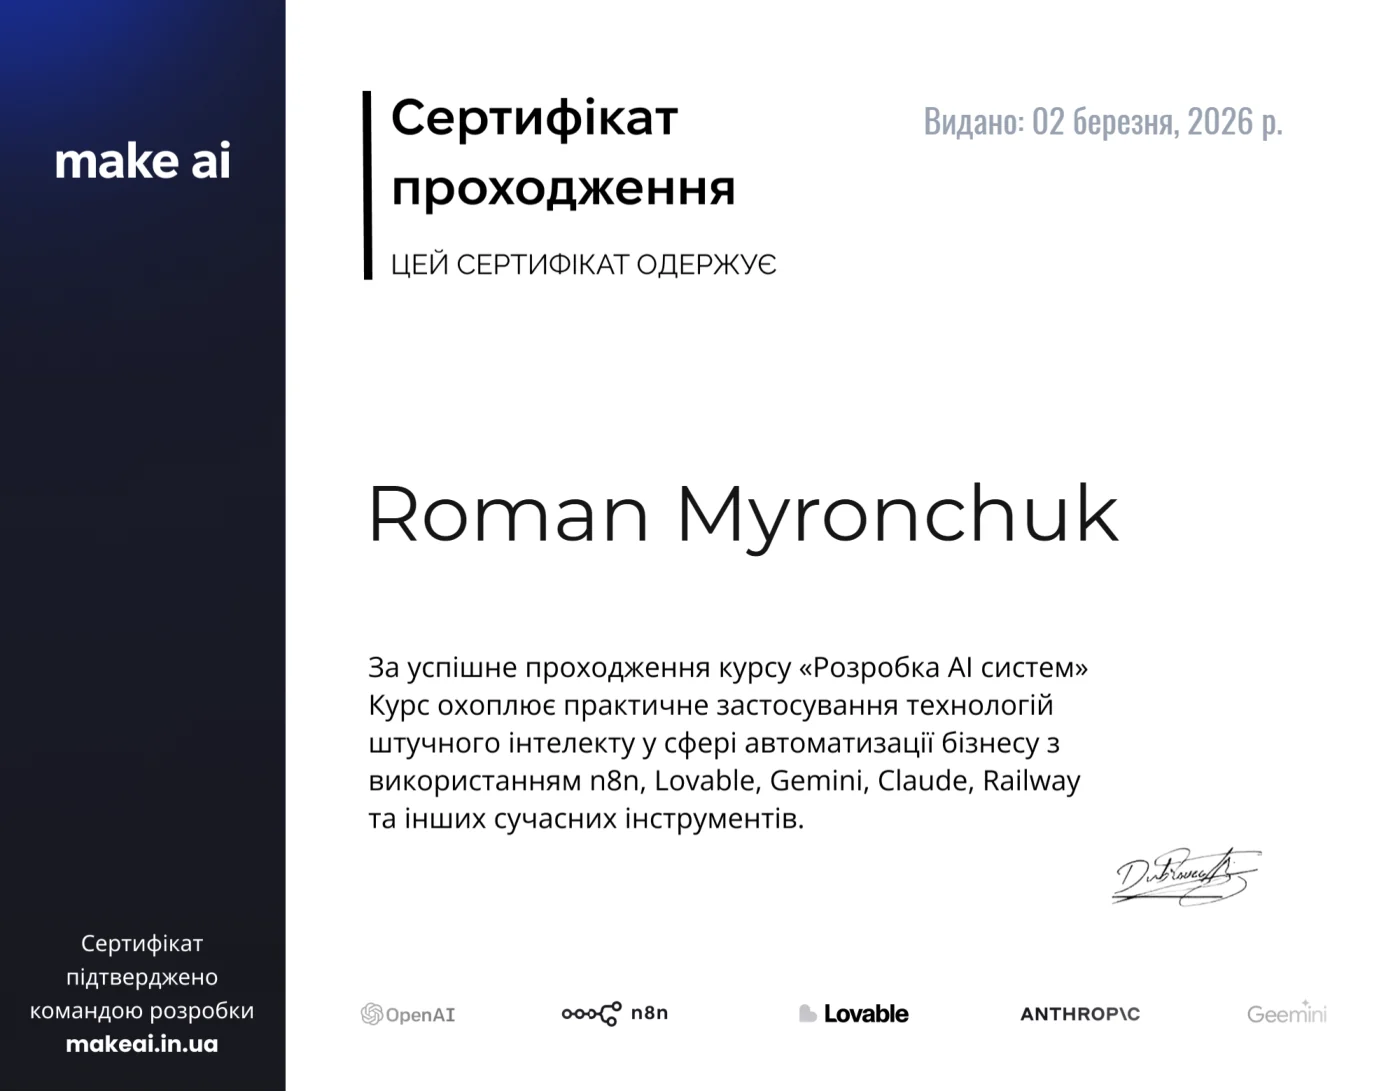 make ai
Сертифікат
проходження
ЦЕЙ СЕРТИФІКАТ ОДЕРЖУЄ
Видано: 02 березня, 2026 р.
Roman Myronchuk
За успішне проходження курсу «Розробка AI систем»
Курс охоплює практичне застосування технологій
штучного інтелекту у сфері автоматизації бізнесу з
використанням n8n, Lovable, Gemini, Claude, Railway
та інших сучасних інструментів.
Сертифікат
підтверджено
командою розробки
makeai.in.ua
OpenAI
n8n
Lovable
ANTHROP\C
Geemini